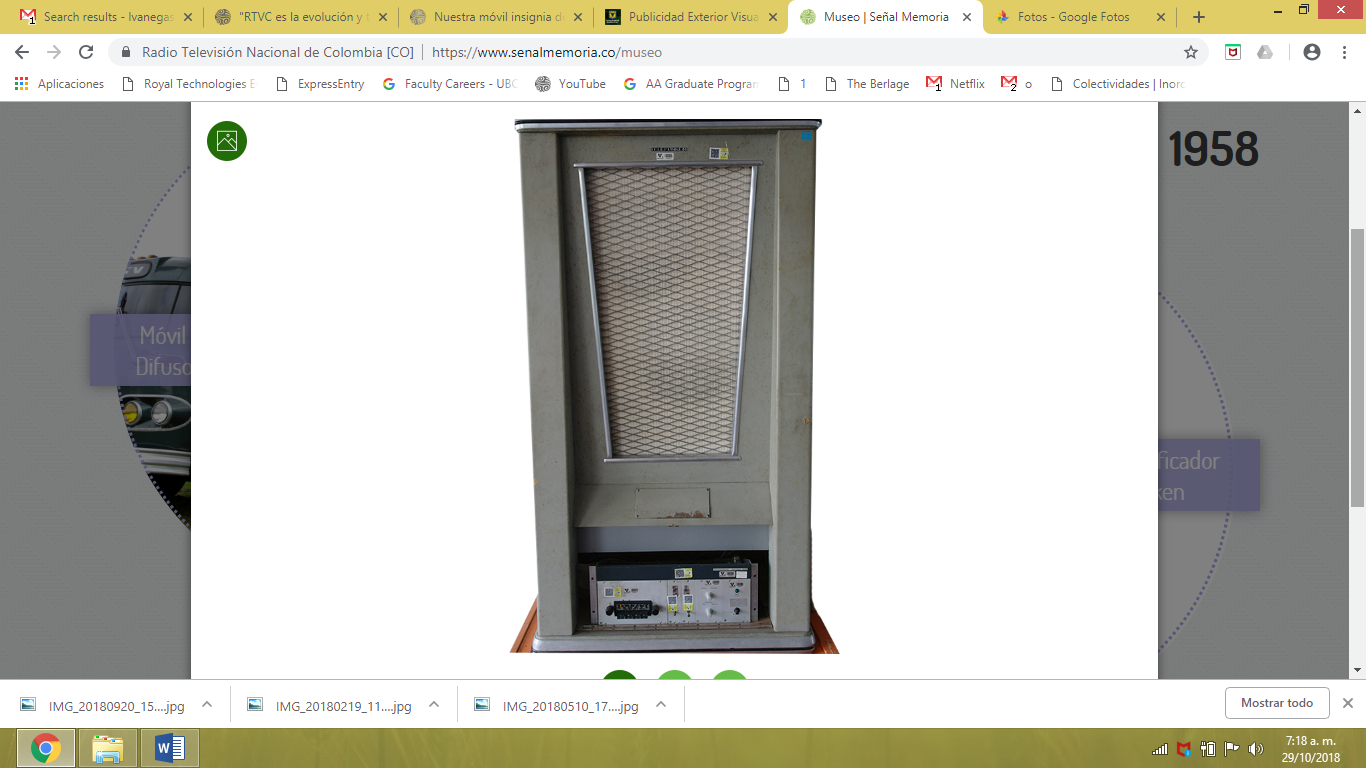 Search results - Ivanegas
"RTVC es la evolución y t
Nuestra móvil insignia de
Publicidad Exterior Visua
Museo | Señal Memoria
Fotos - Google Fotos
Radio Televisión Nacional de Colombia [CO] | https://www.senalmemoria.co/museo
Aplicaciones
Royal Technologies E
ExpressEntry
Faculty Careers - UBC
YouTube
AA Graduate Program
1
The Berlage
Netflix
o
Colectividades | Inorc
1958
Móvil
Difuso
ficador
ken
TELEFUNKEN
IMG_20180920_15....jpg
IMG_20180219_11....jpg
IMG_20180510_17....jpg
Mostrar todo
7:18 a. m.
29/10/2018